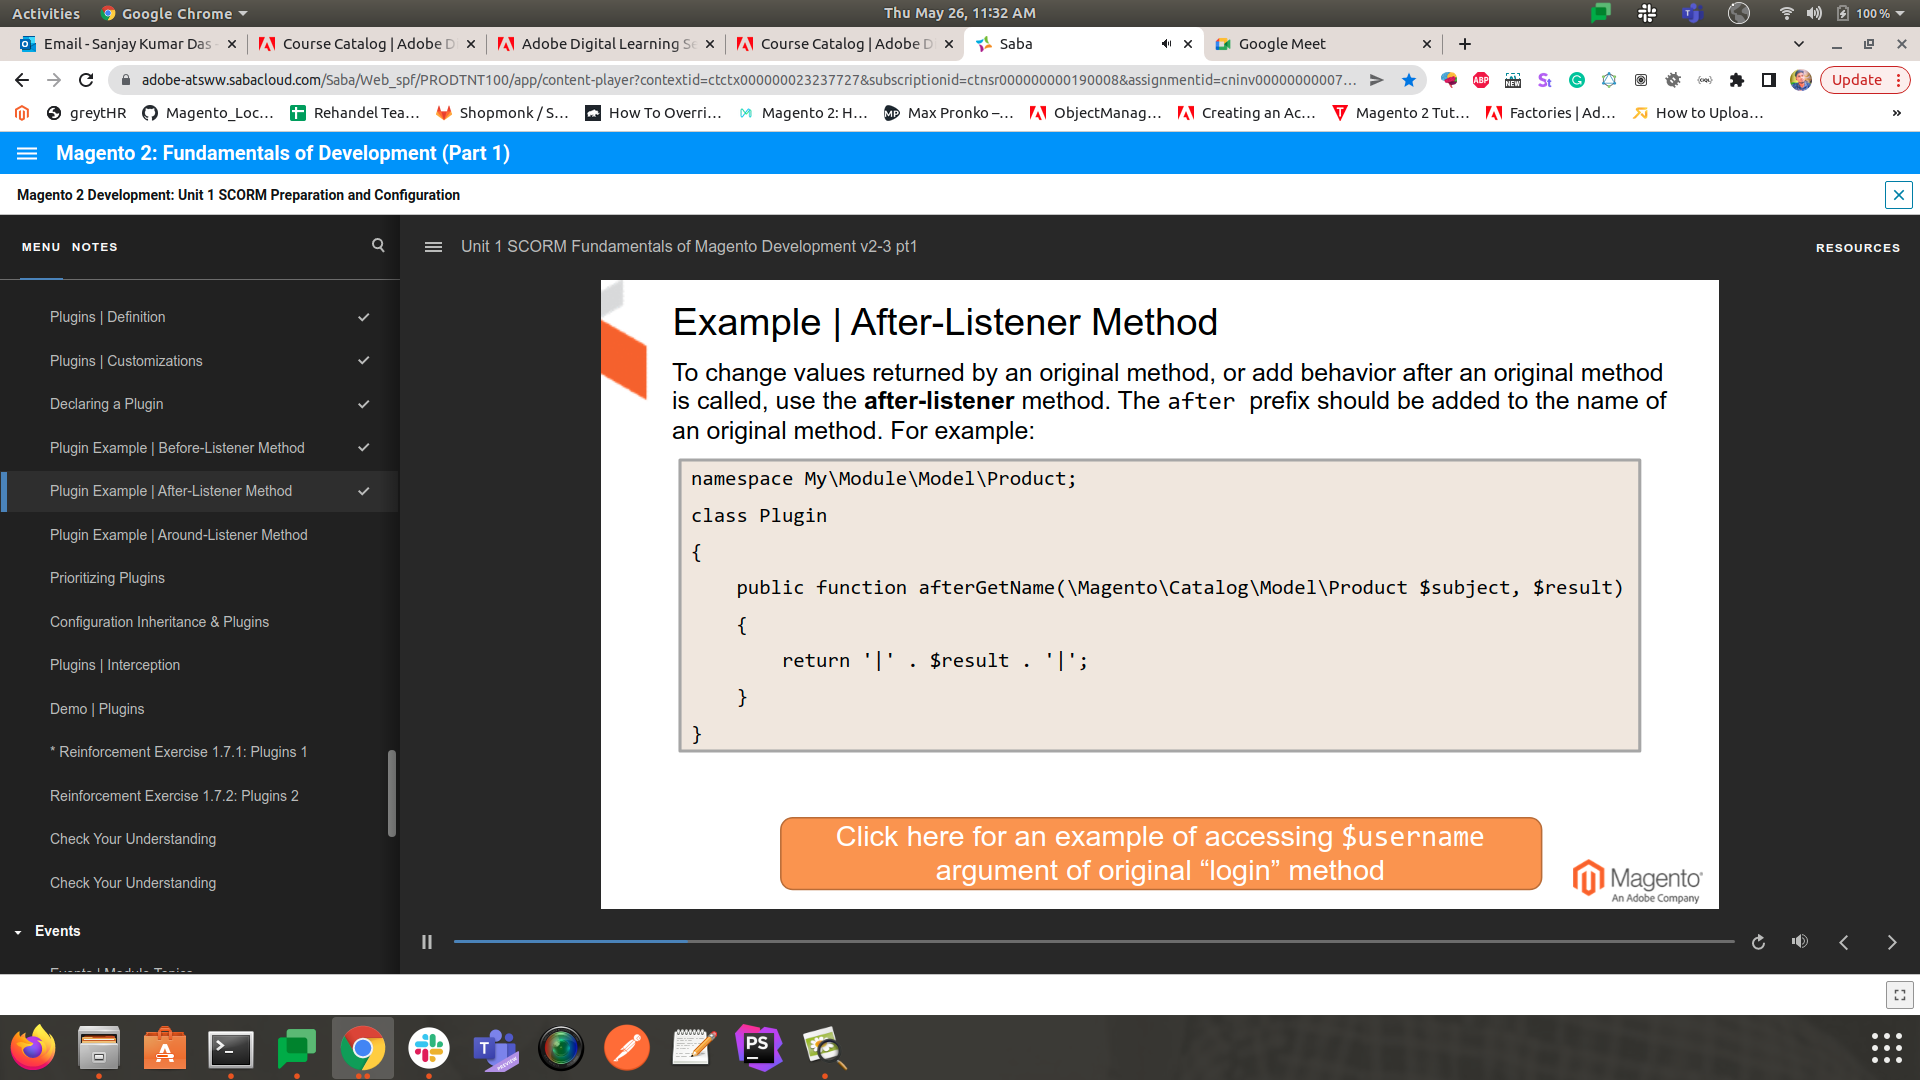 Activities Google Chrome Thu May 26, 11:32 AM 100 %
Email - Sanjay Kumar Das Course Catalog | Adobe D Adobe Digital Learning Se Course Catalog | Adobe D Saba Google Meet
adobe-atsww.sabacloud.com/Saba/Web_spf/PRODTNT100/app/content-player?contextid=ctctx000000023237727&subscriptionid=ctnsr000000000190008&assignmentid=cninv00000000007... Update
greytHR Magento_Loc... Rehandel Tea... Shopmonk / S... How To Overri... Magento 2: H... Max Pronko –... ObjectManag... Creating an Ac... Magento 2 Tut... Factories | Ad... How to Uploa... »
Magento 2: Fundamentals of Development (Part 1)
Magento 2 Development: Unit 1 SCORM Preparation and Configuration
MENU NOTES
Unit 1 SCORM Fundamentals of Magento Development v2-3 pt1
RESOURCES
Plugins | Definition
Plugins | Customizations
Declaring a Plugin
Plugin Example | Before-Listener Method
Plugin Example | After-Listener Method
Plugin Example | Around-Listener Method
Prioritizing Plugins
Configuration Inheritance & Plugins
Plugins | Interception
Demo | Plugins
* Reinforcement Exercise 1.7.1: Plugins 1
Reinforcement Exercise 1.7.2: Plugins 2
Check Your Understanding
Check Your Understanding
Events
Events | Module Topics
Example | After-Listener Method
To change values returned by an original method, or add behavior after an original method
is called, use the after-listener method. The after prefix should be added to the name of
an original method. For example:
namespace My\Module\Model\Product;
class Plugin
{
public function afterGetName(\Magento\Catalog\Model\Product $subject, $result)
{
return '|' . $result . '|';
}
}
Click here for an example of accessing $username
argument of original “login” method
Magento
An Adobe Company